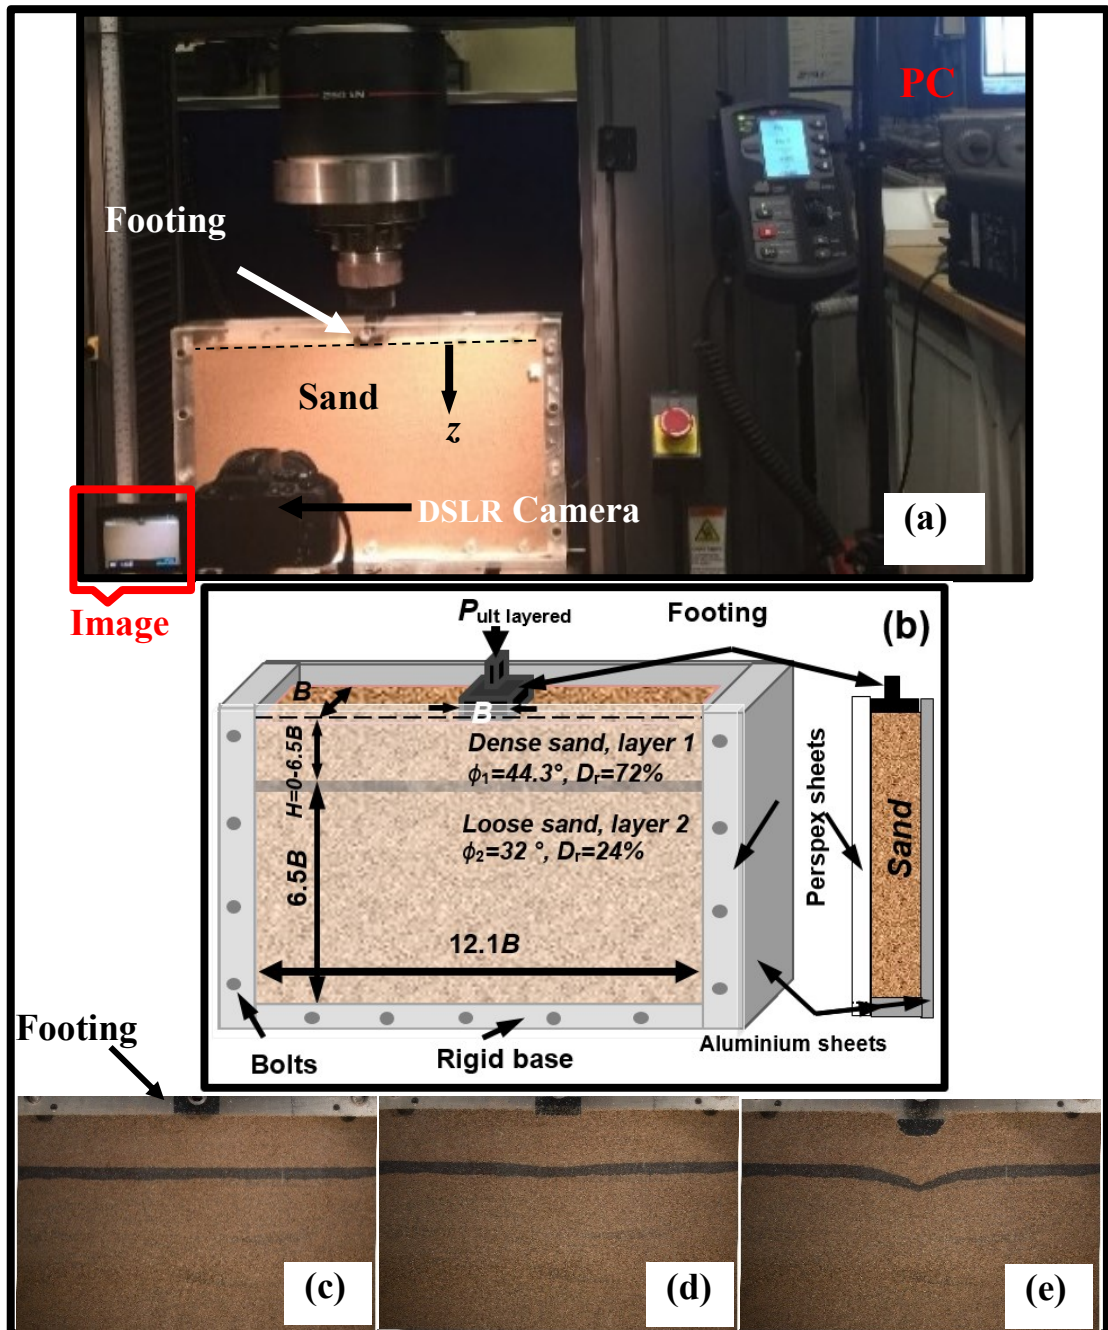 250 kN
PC
Footing
Sand
z
DSLR Camera
(a)
Image
P ult layered
Footing
(b)
B
B
H=0-6.5B
Dense sand, layer 1
ϕ1=44.3°, Dr=72%
Loose sand, layer 2
ϕ2=32 °, Dr=24%
6.5B
12.1B
Perspex sheets
Sand
Footing
Bolts
Rigid base
Aluminium sheets
(c)
(d)
(e)